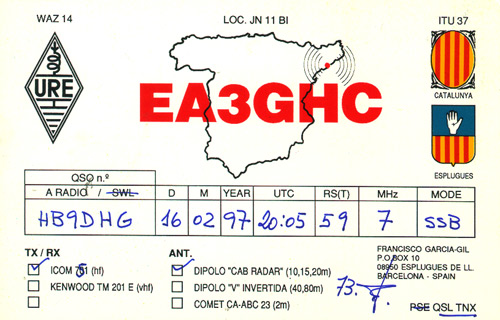 WAZ 14 LOC. JN 11 BI ITU 37
URE
EA3GHC
CATALUNYA
ESPLUGUES
QSO n.º
A RADIO / SWL D M YEAR UTC RS(T) MHz MODE
HB9DHG 16 02 97 20:05 59 7 SSB
TX / RX ANT. FRANCISCO GARCIA-GIL
P.O.BOX 10
ICOM 761 (hf) DIPOLO "CAB RADAR" (10,15,20m) 08950 ESPLUGUES DE LL.
BARCELONA - SPAIN
KENWOOD TM 201 E (vhf) DIPOLO "V" INVERTIDA (40,80m) 73.
COMET CA-ABC 23 (2m) PSE QSL TNX